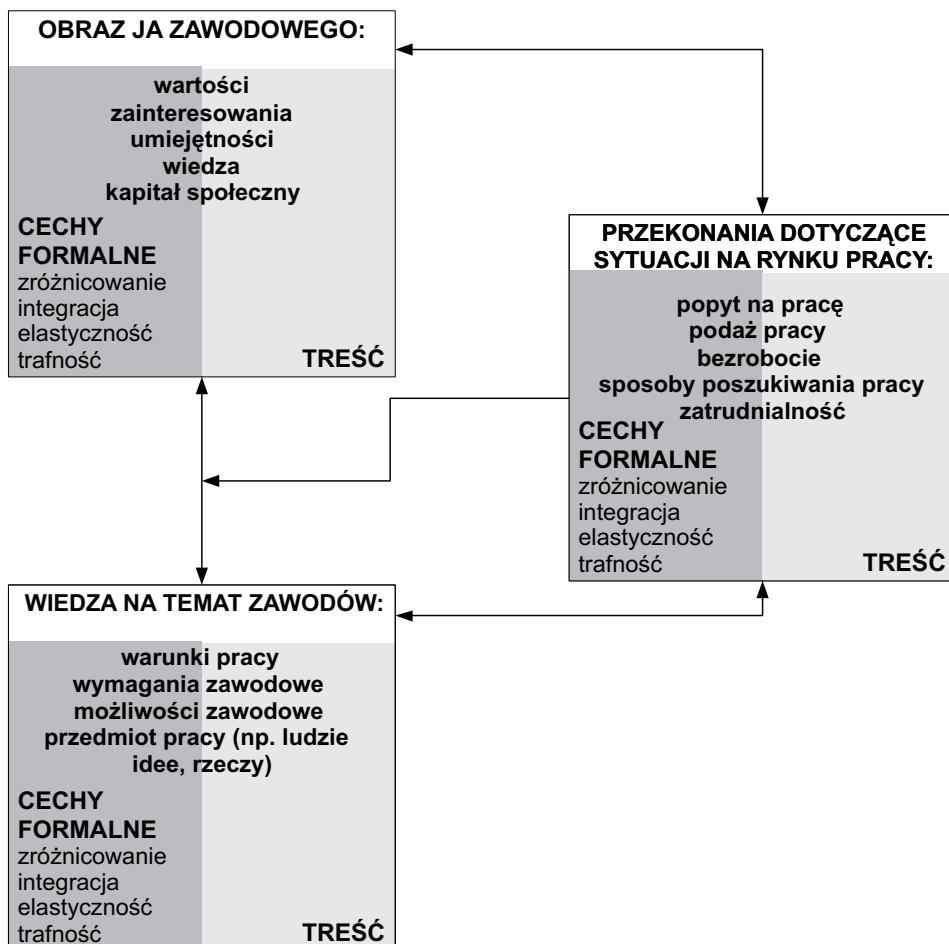 OBRAZ JA ZAWODOWEGO:
wartości
zainteresowania
umiejętności
wiedza
kapitał społeczny
CECHY
FORMALNE
zróżnicowanie
integracja
elastyczność
trafność
TREŚĆ
PRZEKONANIA DOTYCZĄCE
SYTUACJI NA RYNKU PRACY:
popyt na pracę
podaż pracy
bezrobocie
sposoby poszukiwania pracy
zatrudnialność
CECHY
FORMALNE
zróżnicowanie
integracja
elastyczność
trafność
TREŚĆ
WIEDZA NA TEMAT ZAWODÓW:
warunki pracy
wymagania zawodowe
możliwości zawodowe
przedmiot pracy (np. ludzie
idee, rzeczy)
CECHY
FORMALNE
zróżnicowanie
integracja
elastyczność
trafność
TREŚĆ